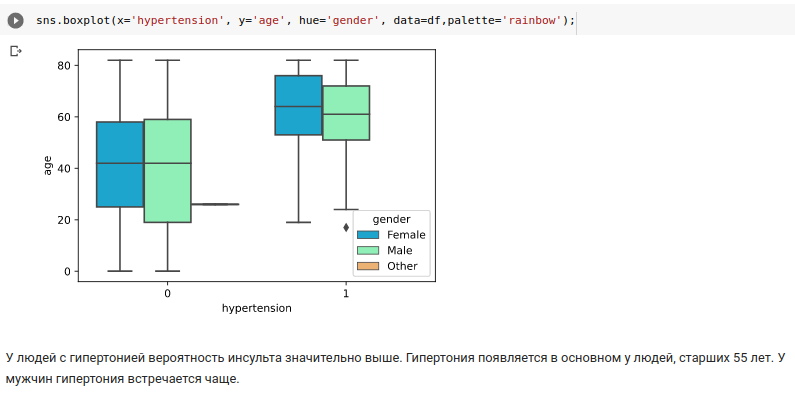 sns.boxplot(x='hypertension', y='age', hue='gender', data=df,palette='rainbow');
80
60
40
20
0
age
gender
Female
Male
Other
0
1
hypertension
У людей с гипертонией вероятность инсульта значительно выше. Гипертония появляется в основном у людей, старших 55 лет. У
мужчин гипертония встречается чаще.